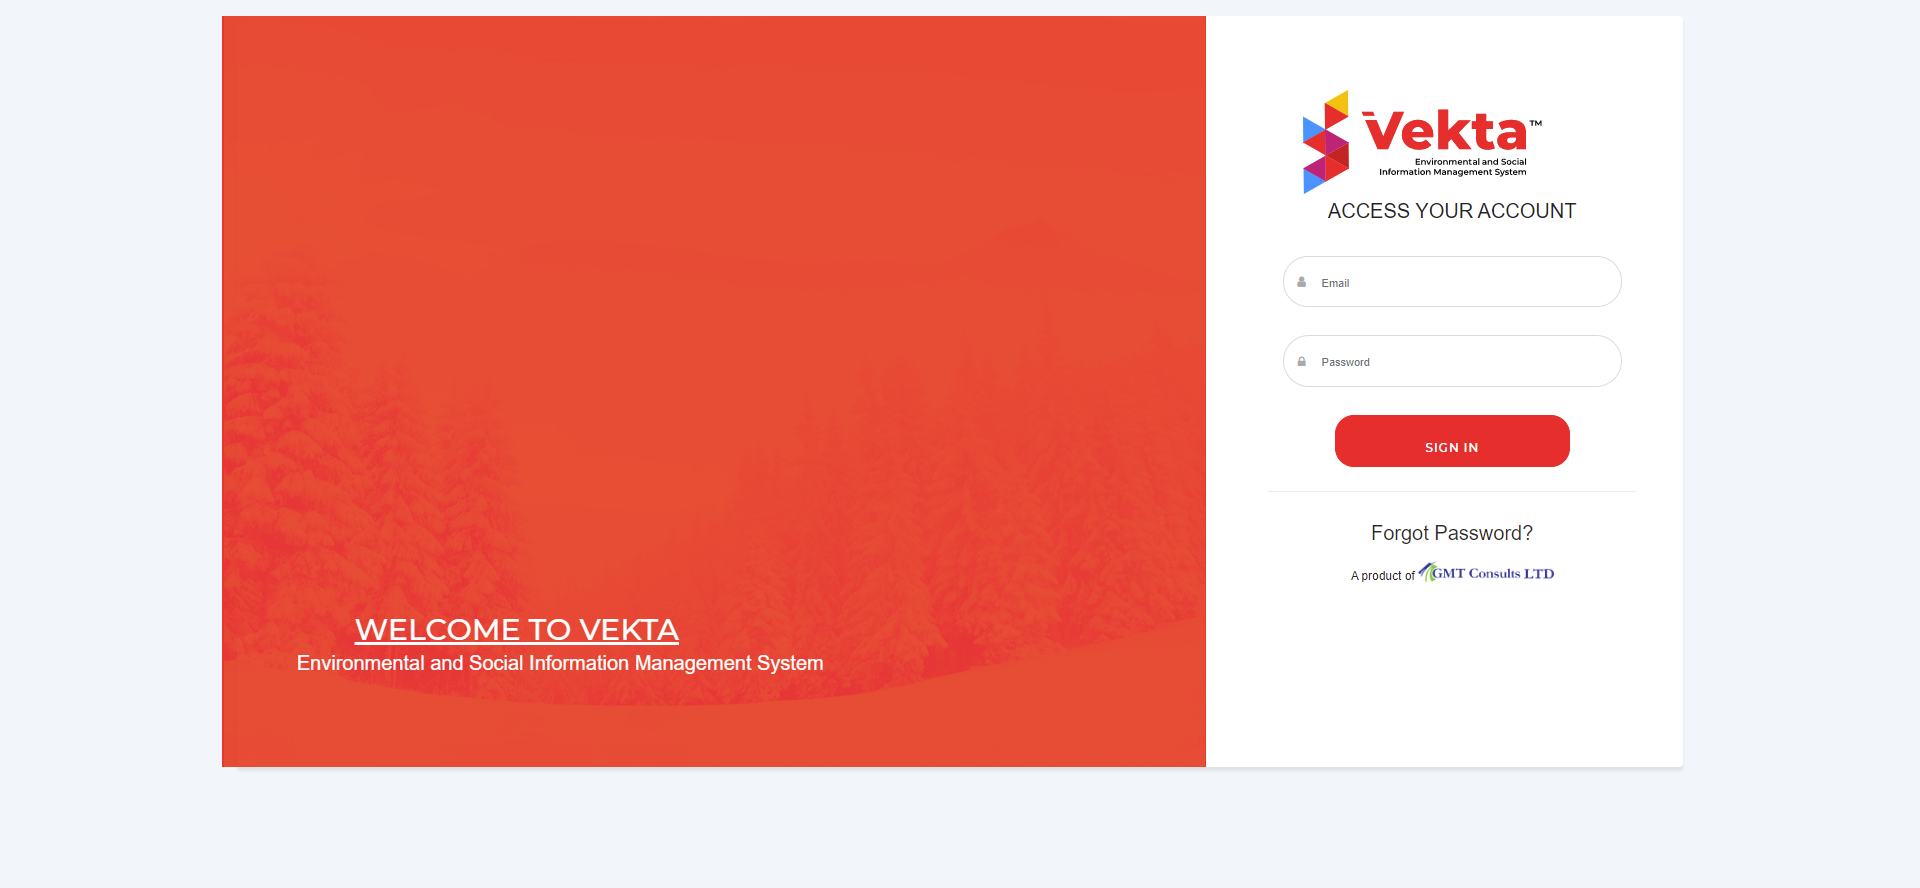 WELCOME TO VEKTA
Environmental and Social Information Management System
Vekta™
Environmental and Social
Information Management System
ACCESS YOUR ACCOUNT
Email
Password
SIGN IN
Forgot Password?
A product of GMT Consults LTD